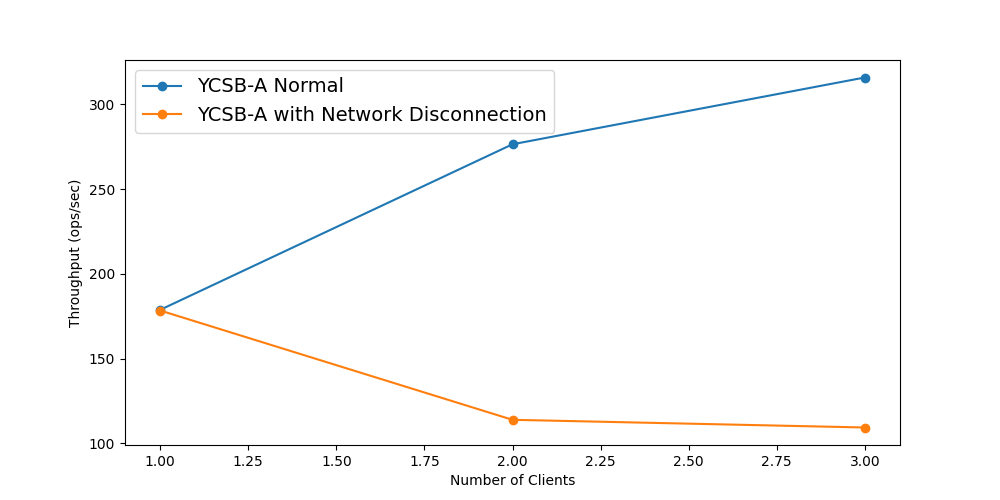 YCSB-A Normal
YCSB-A with Network Disconnection
300
250
200
150
100
Throughput (ops/sec)
1.00 1.25 1.50 1.75 2.00 2.25 2.50 2.75 3.00
Number of Clients